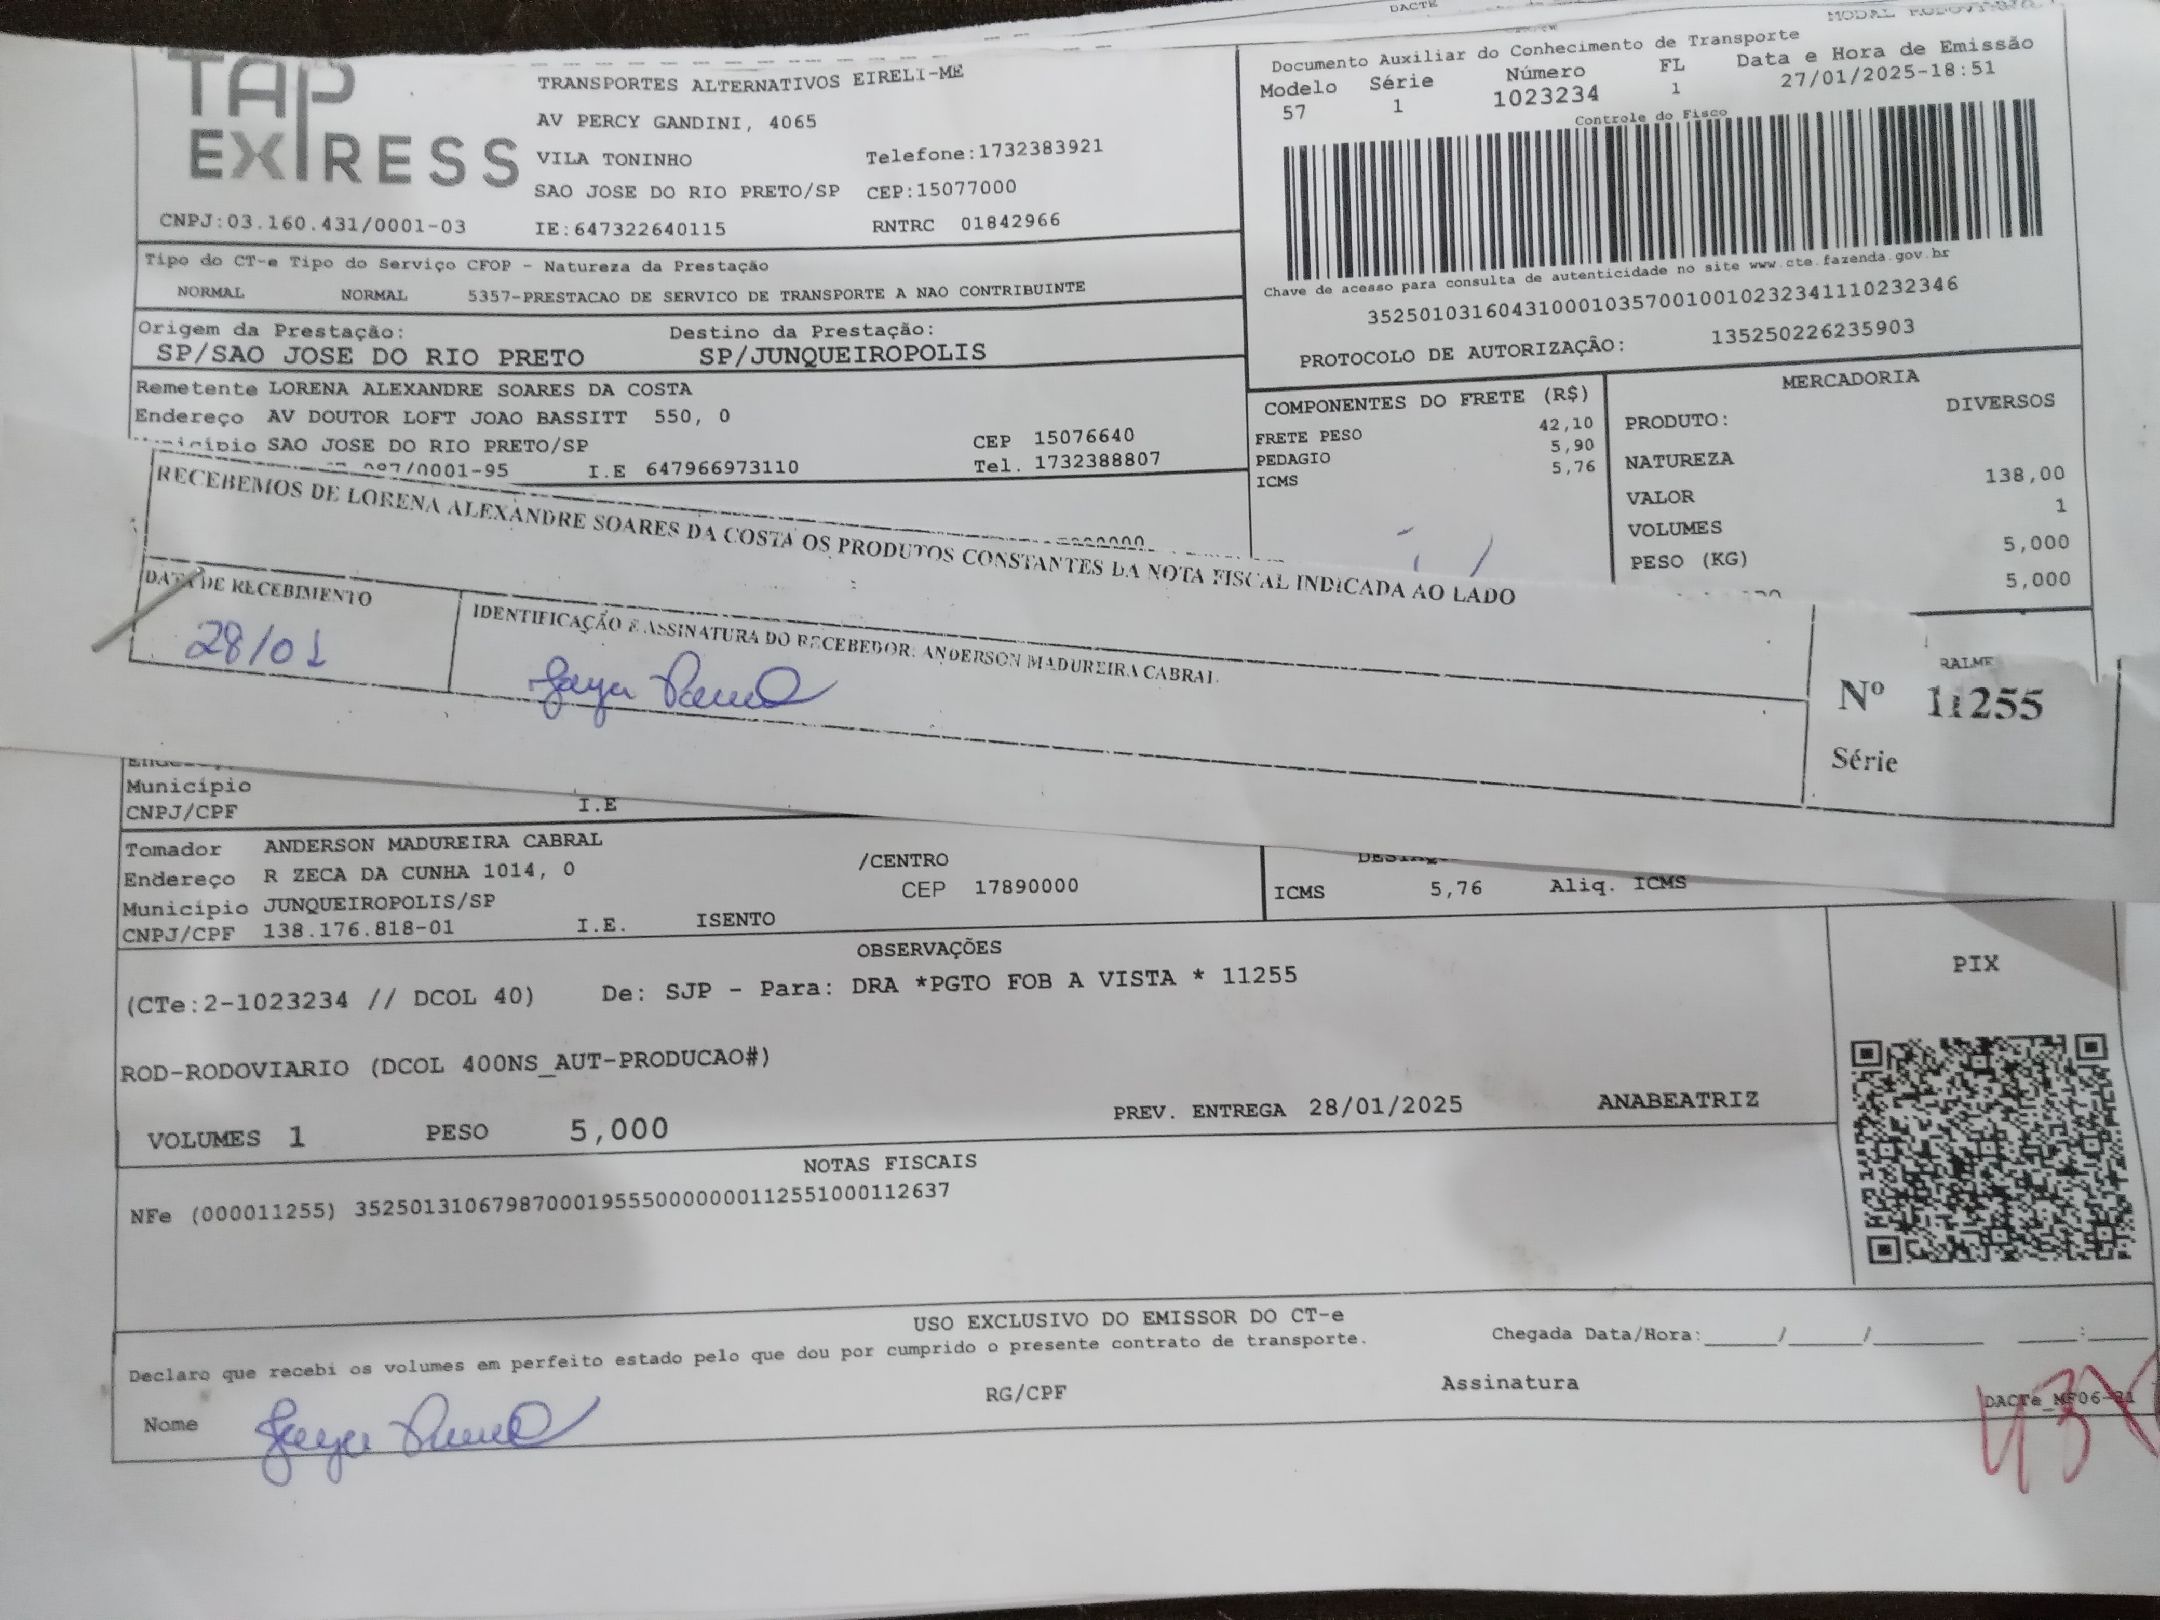 DACTE
TAP EXPRESS
TRANSPORTES ALTERNATIVOS EIRELI-ME
AV PERCY GANDINI, 4065
VILA TONINHO Telefone:1732383921
SAO JOSE DO RIO PRETO/SP CEP:15077000
CNPJ:03.160.431/0001-03 IE:647322640115 RNTRC 01842966
Documento Auxiliar do Conhecimento de Transporte
Modelo Série Número FL Data e Hora de Emissão
57 1 1023234 1 27/01/2025-18:51
Controle do Fisco
Chave de acesso para consulta de autenticidade no site www.cte.fazenda.gov.br
35250103160431000103570010010232341110232346
PROTOCOLO DE AUTORIZAÇÃO: 135250226235903
Tipo do CT-e Tipo do Serviço CFOP - Natureza da Prestação
NORMAL NORMAL 5357-PRESTACAO DE SERVICO DE TRANSPORTE A NAO CONTRIBUINTE
Origem da Prestação: Destino da Prestação:
SP/SAO JOSE DO RIO PRETO SP/JUNQUEIROPOLIS
Remetente LORENA ALEXANDRE SOARES DA COSTA
Endereço AV DOUTOR LOFT JOAO BASSITT 550, 0
SAO JOSE DO RIO PRETO/SP CEP 15076640
/0001-95 I.E 647966973110 Tel. 1732388807
COMPONENTES DO FRETE (R$)
FRETE PESO 42,10
PEDAGIO 5,90
ICMS 5,76
MERCADORIA
PRODUTO: DIVERSOS
NATUREZA
VALOR 138,00
VOLUMES 1
PESO (KG) 5,000
5,000
RECEBEMOS DE LORENA ALEXANDRE SOARES DA COSTA OS PRODUTOS CONSTANTES DA NOTA FISCAL INDICADA AO LADO
DATA DE RECEBIMENTO
28/01
IDENTIFICAÇÃO E ASSINATURA DO RECEBEDOR: ANDERSON MADUREIRA CABRAL
Nº 11255
Série
Município
CNPJ/CPF I.E
Tomador ANDERSON MADUREIRA CABRAL
Endereço R ZECA DA CUNHA 1014, 0 /CENTRO
Município JUNQUEIROPOLIS/SP CEP 17890000
CNPJ/CPF 138.176.818-01 I.E. ISENTO
ICMS 5,76 Aliq. ICMS
OBSERVAÇÕES
(CTe:2-1023234 // DCOL 40) De: SJP - Para: DRA *PGTO FOB A VISTA * 11255
ROD-RODOVIARIO (DCOL 400NS_AUT-PRODUCAO#)
VOLUMES 1 PESO 5,000 PREV. ENTREGA 28/01/2025 ANABEATRIZ
PIX
NOTAS FISCAIS
NFe (000011255) 35250131067987000195550000000112551000112637
USO EXCLUSIVO DO EMISSOR DO CT-e
Declaro que recebi os volumes em perfeito estado pelo que dou por cumprido o presente contrato de transporte.
Chegada Data/Hora:______/______/_________ _____:_____
Nome RG/CPF Assinatura